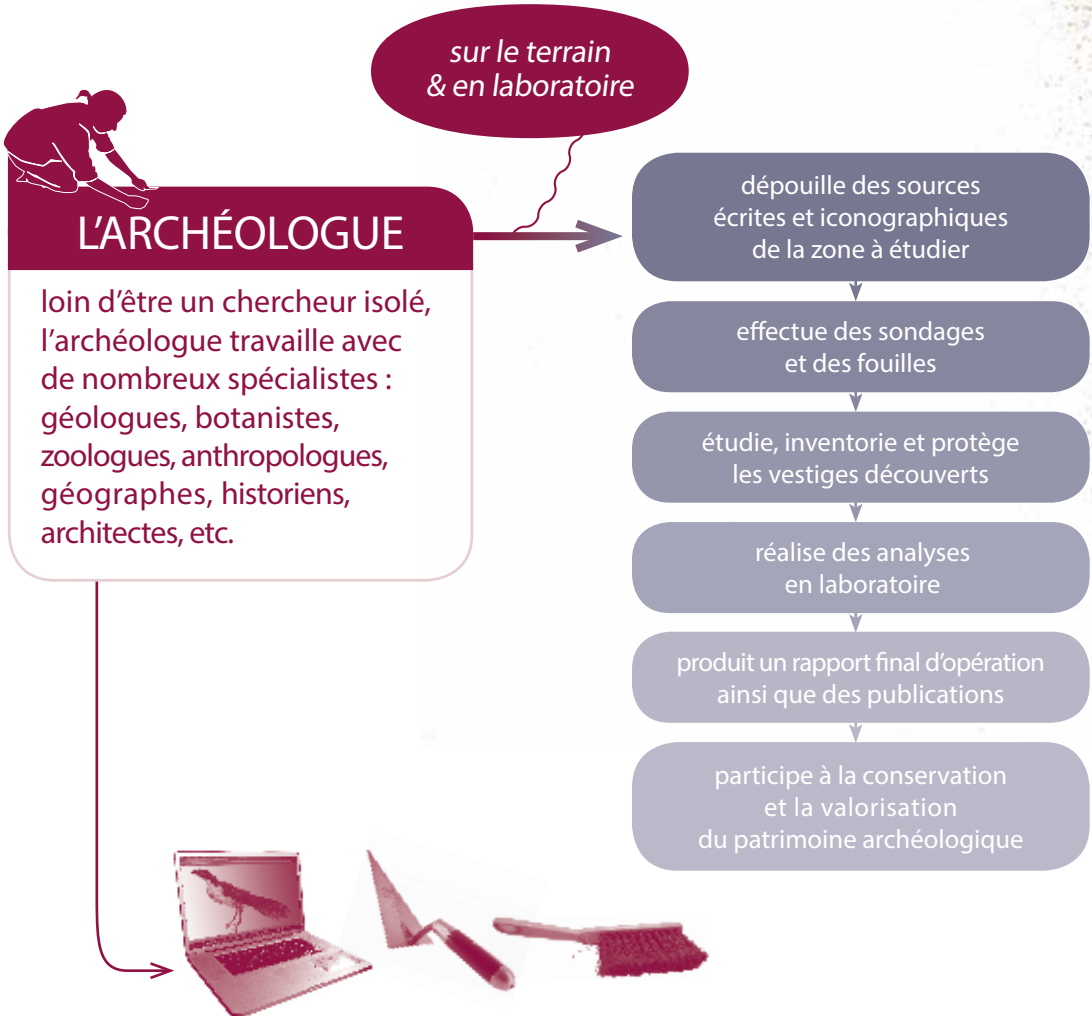 sur le terrain
& en laboratoire
L'ARCHÉOLOGUE
loin d'être un chercheur isolé,
l'archéologue travaille avec
de nombreux spécialistes :
géologues, botanistes,
zoologues, anthropologues,
géographes, historiens,
architectes, etc.
dépouille des sources
écrites et iconographiques
de la zone à étudier
effectue des sondages
et des fouilles
étudie, inventorie et protège
les vestiges découverts
réalise des analyses
en laboratoire
produit un rapport final d'opération
ainsi que des publications
participe à la conservation
et la valorisation
du patrimoine archéologique